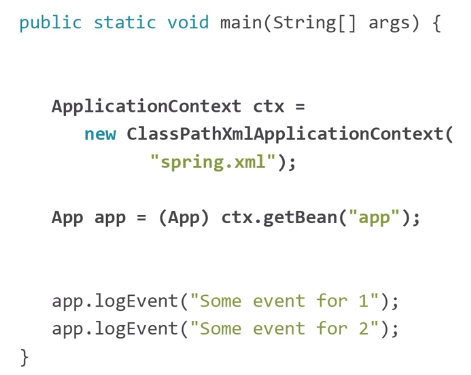 public static void main(String[] args) {
ApplicationContext ctx =
new ClassPathXmlApplicationContext(
"spring.xml");
App app = (App) ctx.getBean("app");
app.logEvent("Some event for 1");
app.logEvent("Some event for 2");
}